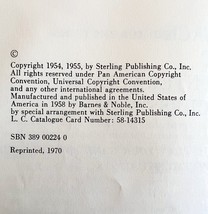 ©
Copyright 1954, 1955, by Sterling Publishing Co., Inc.
All rights reserved under Pan American Copyright
Convention, Universal Copyright Convention, and
any other international agreements.
Manufactured and published in the United States of
America in 1958 by Barnes & Noble, Inc.
by special arrangement with Sterling Publishing Co., Inc.
L. C. Catalogue Card Number: 58-14315
SBN 389 00224 0
Reprinted, 1970